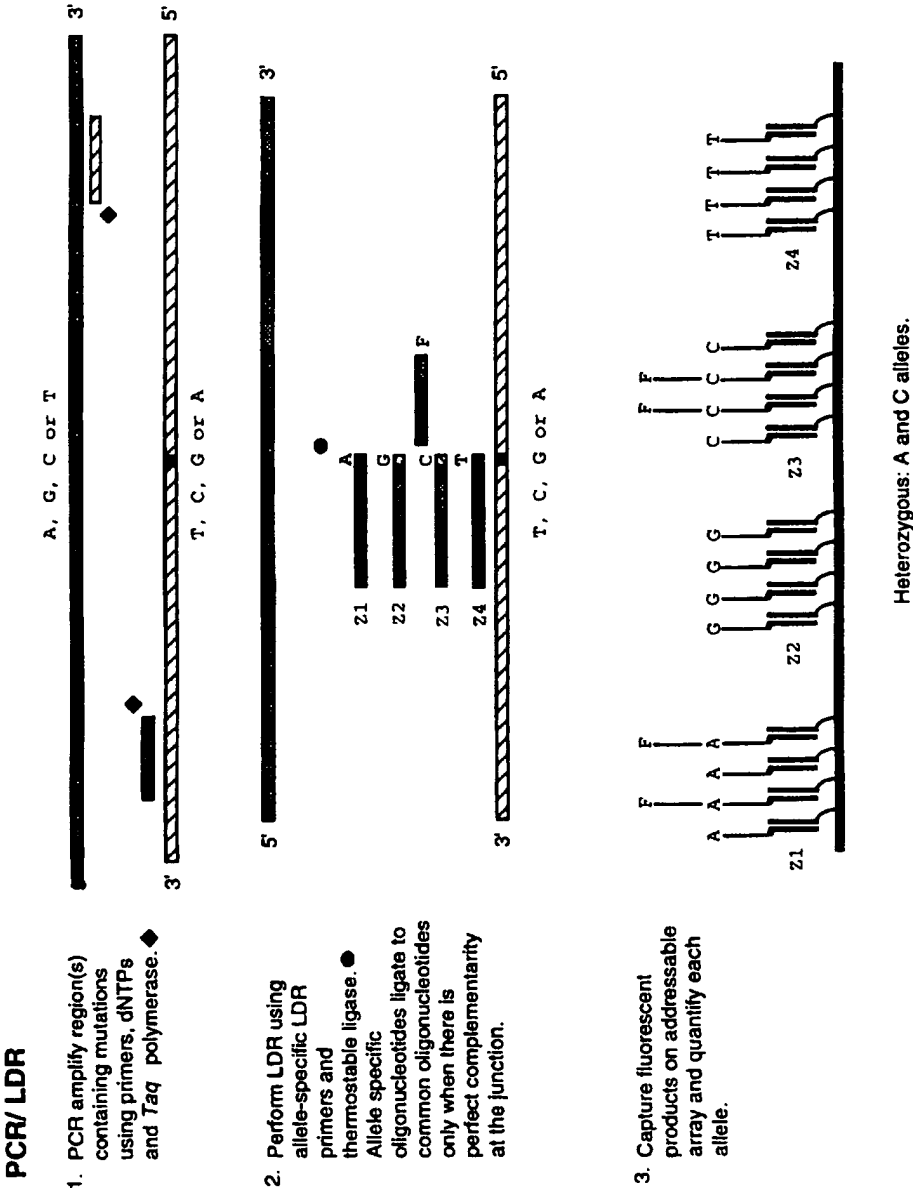 PCR/ LDR
1. PCR amplify region(s)
containing mutations
using primers, dNTPs
and Taq polymerase.
A, G, C or T
3'
3'
5'
T, C, G or A
2. Perform LDR using
allele-specific LDR
primers and
thermostable ligase.
Allele specific
oligonucleotides ligate to
common oligonucleotides
only when there is
perfect complementarity
at the junction.
5'
3'
A
Z1
G
Z2
C
F
Z3
T
Z4
3'
5'
T, C, G or A
3. Capture fluorescent
products on addressable
array and quantify each
allele.
F F F F
A A A A G G G G C C C C T T T T
Z1 Z2 Z3 Z4
Heterozygous: A and C alleles.